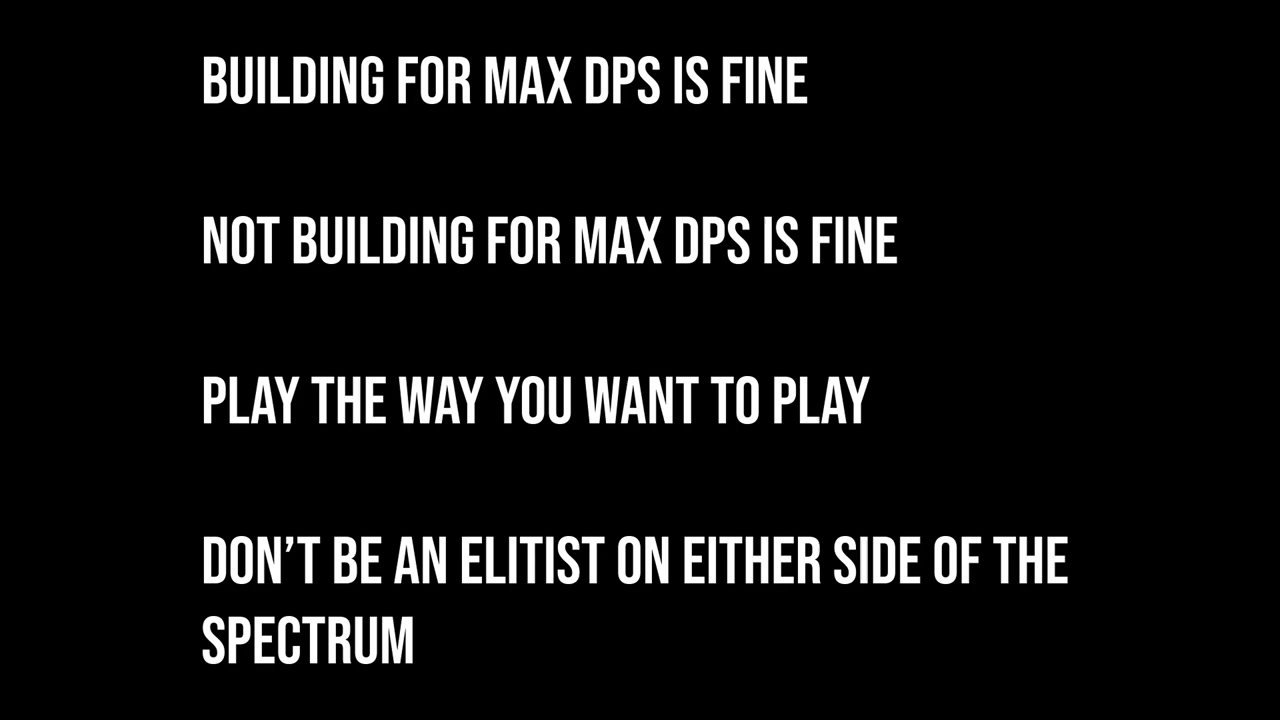 BUILDING FOR MAX DPS IS FINE
NOT BUILDING FOR MAX DPS IS FINE
PLAY THE WAY YOU WANT TO PLAY
DON’T BE AN ELITIST ON EITHER SIDE OF THE
SPECTRUM